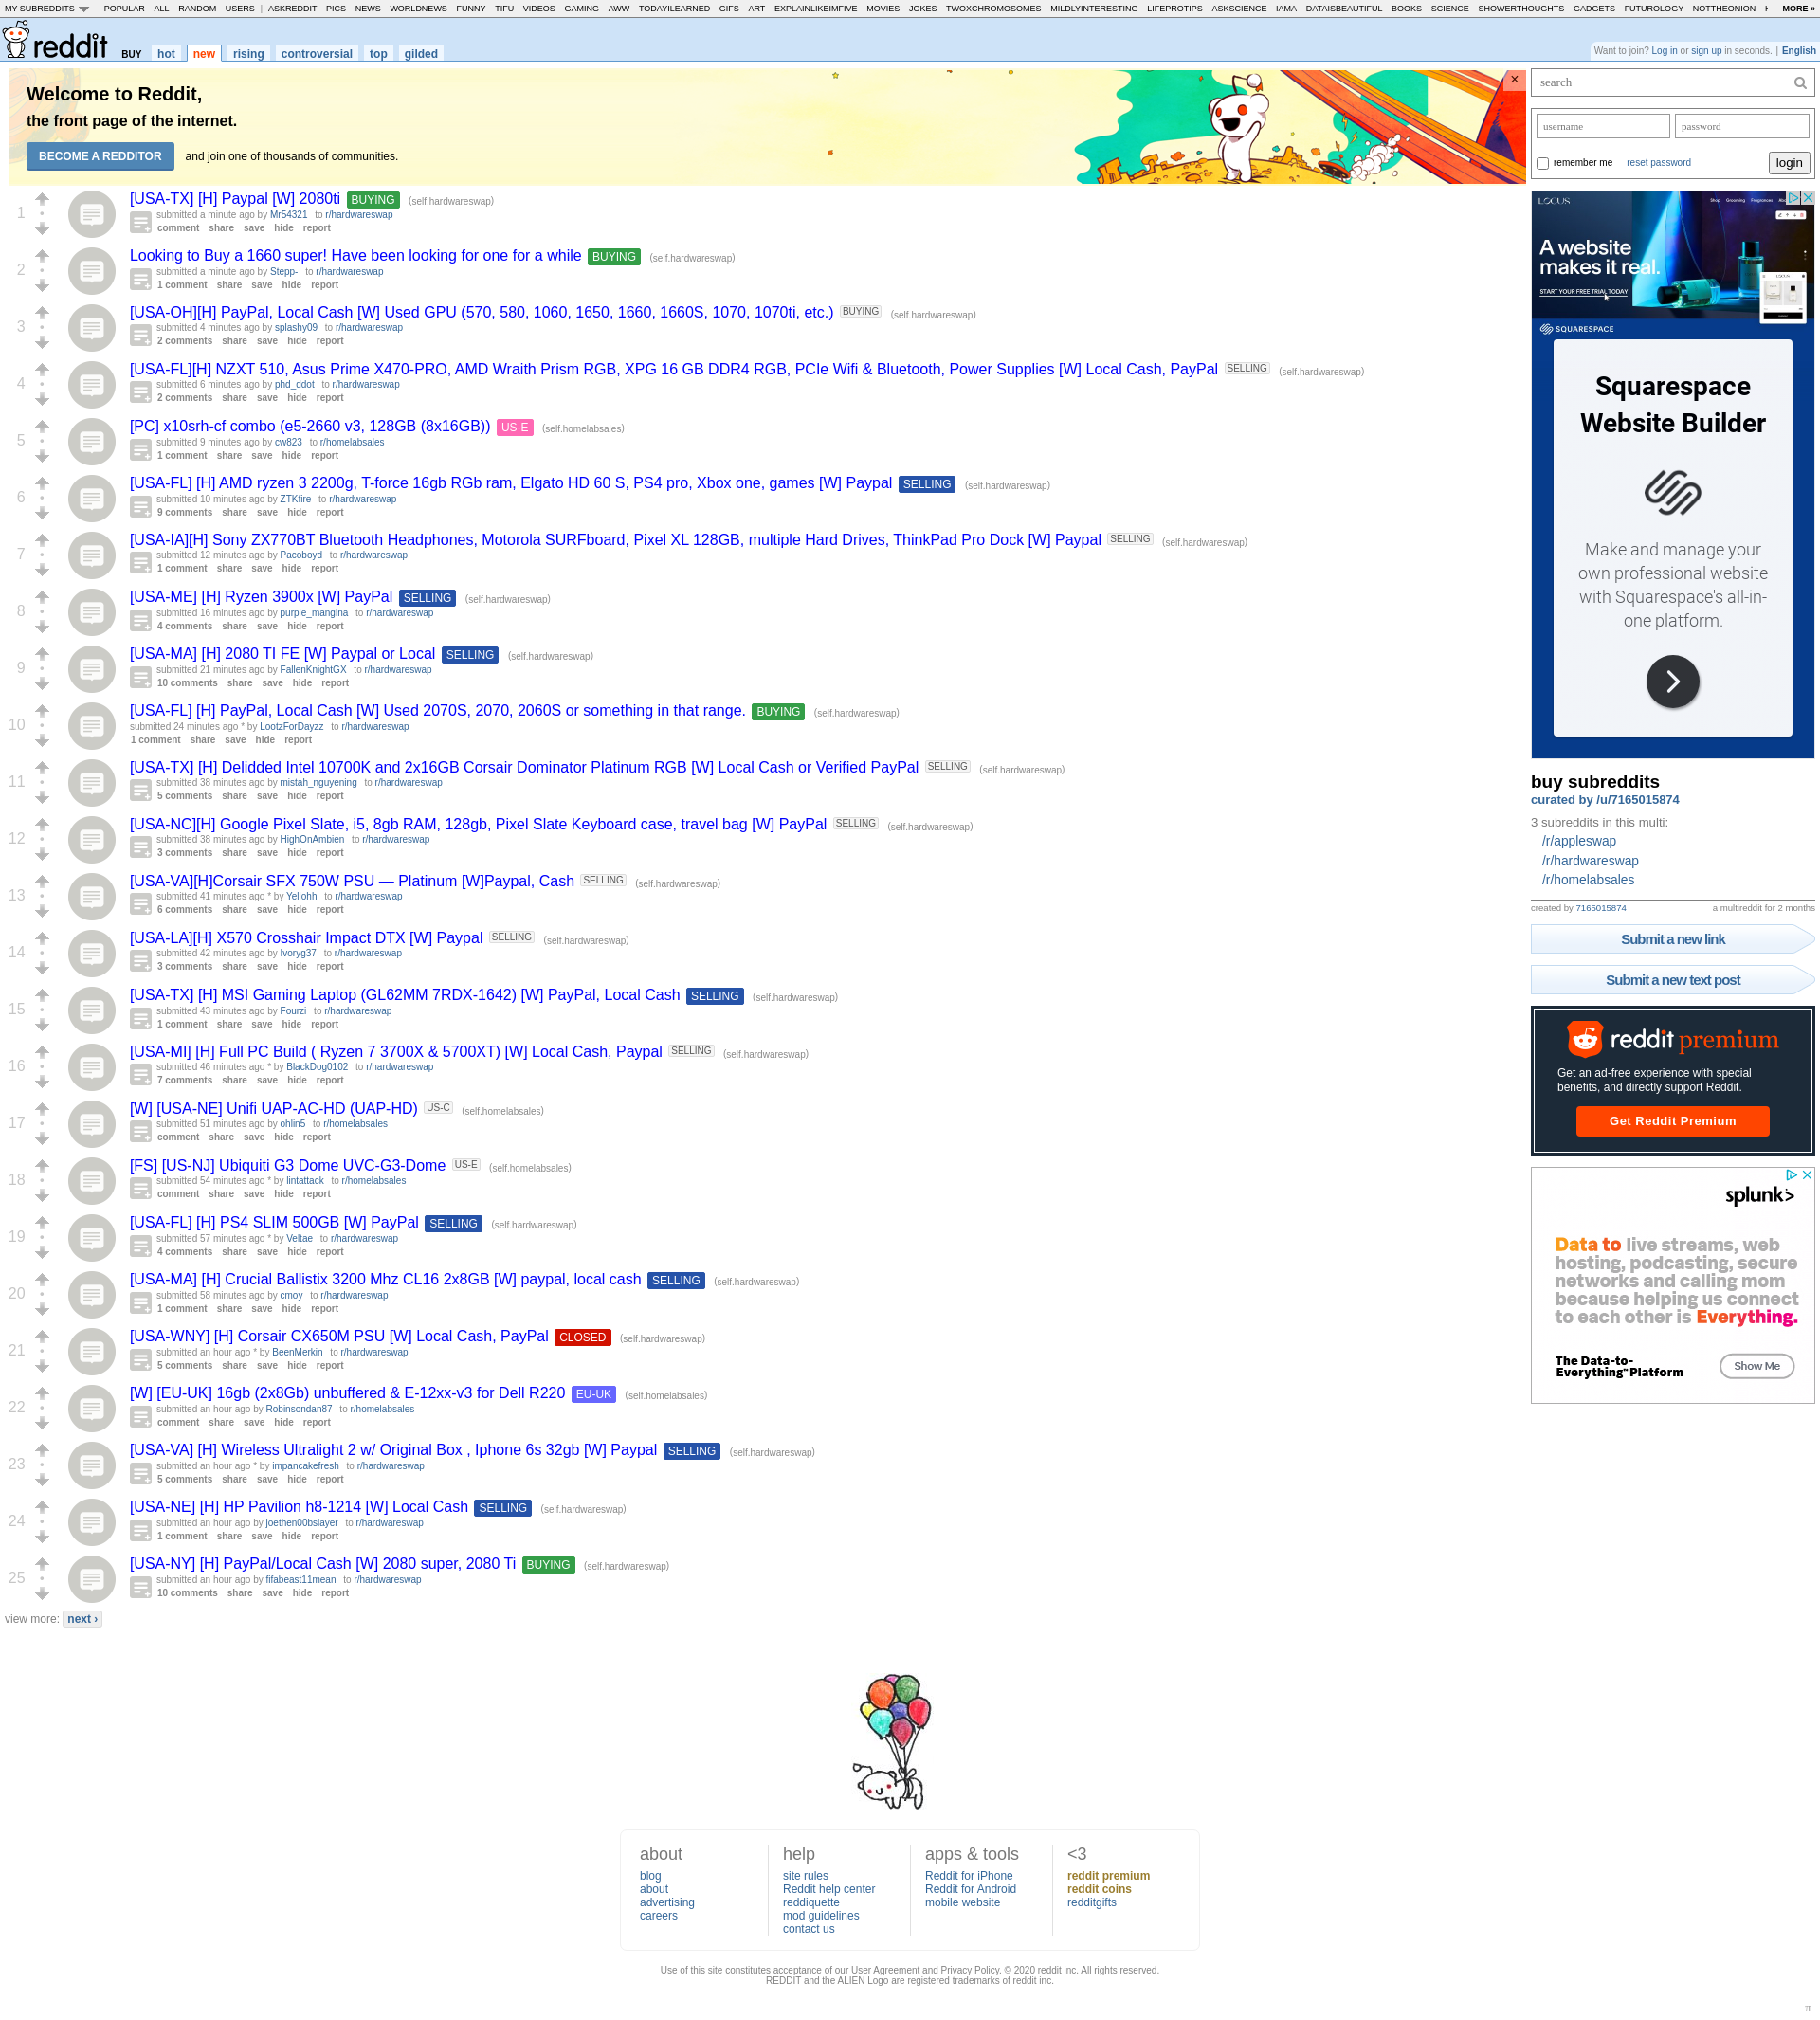 MY SUBREDDITS POPULAR - ALL - RANDOM - USERS | ASKREDDIT - PICS - NEWS - WORLDNEWS - FUNNY - TIFU - VIDEOS - GAMING - AWW - TODAYILEARNED - GIFS - ART - EXPLAINLIKEIMFIVE - MOVIES - JOKES - TWOXCHROMOSOMES - MILDLYINTERESTING - LIFEPROTIPS - ASKSCIENCE - IAMA - DATAISBEAUTIFUL - BOOKS - SCIENCE - SHOWERTHOUGHTS - GADGETS - FUTUROLOGY - NOTTHEONION - MORE »
reddit BUY hot new rising controversial top gilded
Want to join? Log in or sign up in seconds. | English
Welcome to Reddit,
the front page of the internet.
BECOME A REDDITOR and join one of thousands of communities.
×
1 [USA-TX] [H] Paypal [W] 2080ti BUYING (self.hardwareswap)
submitted a minute ago by Mr54321 to r/hardwareswap
comment share save hide report
2 Looking to Buy a 1660 super! Have been looking for one for a while BUYING (self.hardwareswap)
submitted a minute ago by Stepp- to r/hardwareswap
1 comment share save hide report
3 [USA-OH][H] PayPal, Local Cash [W] Used GPU (570, 580, 1060, 1650, 1660, 1660S, 1070, 1070ti, etc.) BUYING (self.hardwareswap)
submitted 4 minutes ago by splashy09 to r/hardwareswap
2 comments share save hide report
4 [USA-FL][H] NZXT 510, Asus Prime X470-PRO, AMD Wraith Prism RGB, XPG 16 GB DDR4 RGB, PCIe Wifi & Bluetooth, Power Supplies [W] Local Cash, PayPal SELLING (self.hardwareswap)
submitted 6 minutes ago by phd_ddot to r/hardwareswap
2 comments share save hide report
5 [PC] x10srh-cf combo (e5-2660 v3, 128GB (8x16GB)) US-E (self.homelabsales)
submitted 9 minutes ago by cw823 to r/homelabsales
1 comment share save hide report
6 [USA-FL] [H] AMD ryzen 3 2200g, T-force 16gb RGb ram, Elgato HD 60 S, PS4 pro, Xbox one, games [W] Paypal SELLING (self.hardwareswap)
submitted 10 minutes ago by ZTKfire to r/hardwareswap
9 comments share save hide report
7 [USA-IA][H] Sony ZX770BT Bluetooth Headphones, Motorola SURFboard, Pixel XL 128GB, multiple Hard Drives, ThinkPad Pro Dock [W] Paypal SELLING (self.hardwareswap)
submitted 12 minutes ago by Pacoboyd to r/hardwareswap
1 comment share save hide report
8 [USA-ME] [H] Ryzen 3900x [W] PayPal SELLING (self.hardwareswap)
submitted 16 minutes ago by purple_mangina to r/hardwareswap
4 comments share save hide report
9 [USA-MA] [H] 2080 TI FE [W] Paypal or Local SELLING (self.hardwareswap)
submitted 21 minutes ago by FallenKnightGX to r/hardwareswap
10 comments share save hide report
10 [USA-FL] [H] PayPal, Local Cash [W] Used 2070S, 2070, 2060S or something in that range. BUYING (self.hardwareswap)
submitted 24 minutes ago * by LootzForDayzz to r/hardwareswap
1 comment share save hide report
11 [USA-TX] [H] Delidded Intel 10700K and 2x16GB Corsair Dominator Platinum RGB [W] Local Cash or Verified PayPal SELLING (self.hardwareswap)
submitted 38 minutes ago by mistah_nguyening to r/hardwareswap
5 comments share save hide report
12 [USA-NC][H] Google Pixel Slate, i5, 8gb RAM, 128gb, Pixel Slate Keyboard case, travel bag [W] PayPal SELLING (self.hardwareswap)
submitted 38 minutes ago by HighOnAmbien to r/hardwareswap
3 comments share save hide report
13 [USA-VA][H]Corsair SFX 750W PSU — Platinum [W]Paypal, Cash SELLING (self.hardwareswap)
submitted 41 minutes ago * by Yellohh to r/hardwareswap
6 comments share save hide report
14 [USA-LA][H] X570 Crosshair Impact DTX [W] Paypal SELLING (self.hardwareswap)
submitted 42 minutes ago by Ivoryg37 to r/hardwareswap
3 comments share save hide report
15 [USA-TX] [H] MSI Gaming Laptop (GL62MM 7RDX-1642) [W] PayPal, Local Cash SELLING (self.hardwareswap)
submitted 43 minutes ago by Fourzi to r/hardwareswap
1 comment share save hide report
16 [USA-MI] [H] Full PC Build ( Ryzen 7 3700X & 5700XT) [W] Local Cash, Paypal SELLING (self.hardwareswap)
submitted 46 minutes ago * by BlackDog0102 to r/hardwareswap
7 comments share save hide report
17 [W] [USA-NE] Unifi UAP-AC-HD (UAP-HD) US-C (self.homelabsales)
submitted 51 minutes ago by ohlin5 to r/homelabsales
comment share save hide report
18 [FS] [US-NJ] Ubiquiti G3 Dome UVC-G3-Dome US-E (self.homelabsales)
submitted 54 minutes ago * by lintattack to r/homelabsales
comment share save hide report
19 [USA-FL] [H] PS4 SLIM 500GB [W] PayPal SELLING (self.hardwareswap)
submitted 57 minutes ago * by Veltae to r/hardwareswap
4 comments share save hide report
20 [USA-MA] [H] Crucial Ballistix 3200 Mhz CL16 2x8GB [W] paypal, local cash SELLING (self.hardwareswap)
submitted 58 minutes ago by cmoy to r/hardwareswap
1 comment share save hide report
21 [USA-WNY] [H] Corsair CX650M PSU [W] Local Cash, PayPal CLOSED (self.hardwareswap)
submitted an hour ago * by BeenMerkin to r/hardwareswap
5 comments share save hide report
22 [W] [EU-UK] 16gb (2x8Gb) unbuffered & E-12xx-v3 for Dell R220 EU-UK (self.homelabsales)
submitted an hour ago by Robinsondan87 to r/homelabsales
comment share save hide report
23 [USA-VA] [H] Wireless Ultralight 2 w/ Original Box , Iphone 6s 32gb [W] Paypal SELLING (self.hardwareswap)
submitted an hour ago * by impancakefresh to r/hardwareswap
5 comments share save hide report
24 [USA-NE] [H] HP Pavilion h8-1214 [W] Local Cash SELLING (self.hardwareswap)
submitted an hour ago by joethen00bslayer to r/hardwareswap
1 comment share save hide report
25 [USA-NY] [H] PayPal/Local Cash [W] 2080 super, 2080 Ti BUYING (self.hardwareswap)
submitted an hour ago by fifabeast11mean to r/hardwareswap
10 comments share save hide report
view more: next ›
search
username password
remember me reset password login
LOCUS
Shop Grooming Fragrances
A website
makes it real.
START YOUR FREE TRIAL TODAY
SQUARESPACE
Squarespace
Website Builder
Make and manage your
own professional website
with Squarespace's all-in-
one platform.
buy subreddits
curated by /u/7165015874
3 subreddits in this multi:
/r/appleswap
/r/hardwareswap
/r/homelabsales
created by 7165015874 a multireddit for 2 months
Submit a new link
Submit a new text post
reddit premium
Get an ad-free experience with special
benefits, and directly support Reddit.
Get Reddit Premium
splunk>
Data to live streams, web
hosting, podcasting, secure
networks and calling mom
because helping us connect
to each other is Everything.
The Data-to-
Everything™ Platform
Show Me
about
blog
about
advertising
careers
help
site rules
Reddit help center
reddiquette
mod guidelines
contact us
apps & tools
Reddit for iPhone
Reddit for Android
mobile website
<3
reddit premium
reddit coins
redditgifts
Use of this site constitutes acceptance of our User Agreement and Privacy Policy. © 2020 reddit inc. All rights reserved.
REDDIT and the ALIEN Logo are registered trademarks of reddit inc.
π